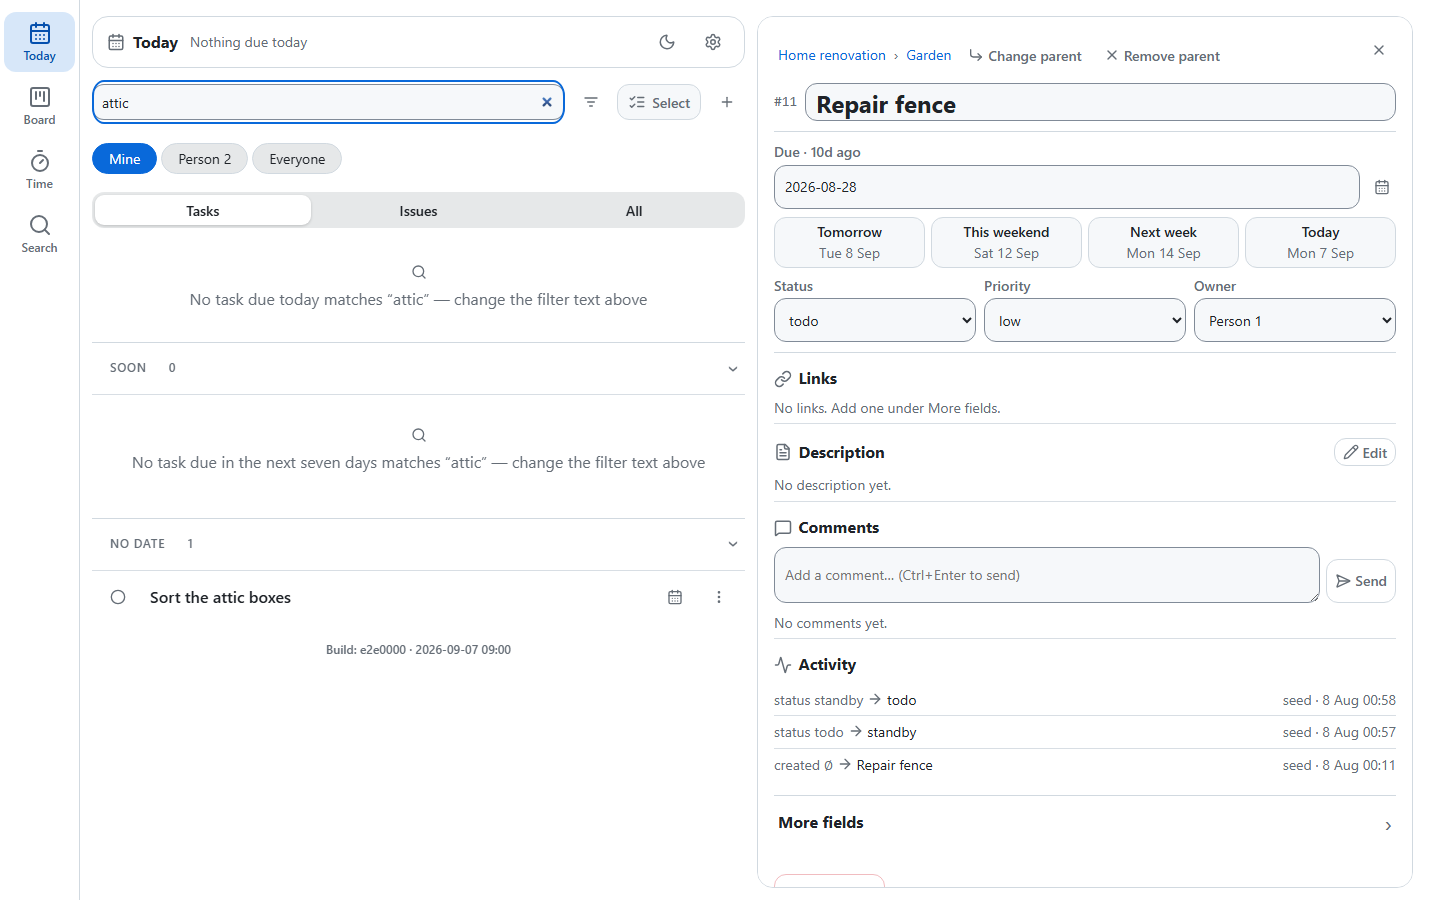 Today
Board
Time
Search
Today Nothing due today
attic
Select
Mine Person 2 Everyone
Tasks Issues All
No task due today matches “attic” — change the filter text above
SOON 0
No task due in the next seven days matches “attic” — change the filter text above
NO DATE 1
Sort the attic boxes
Build: e2e0000 · 2026-09-07 09:00
Home renovation › Garden Change parent Remove parent
#11 Repair fence
Due · 10d ago
2026-08-28
Tomorrow This weekend Next week Today
Tue 8 Sep Sat 12 Sep Mon 14 Sep Mon 7 Sep
Status Priority Owner
todo low Person 1
Links
No links. Add one under More fields.
Description Edit
No description yet.
Comments
Add a comment… (Ctrl+Enter to send)
Send
No comments yet.
Activity
status standby → todo seed · 8 Aug 00:58
status todo → standby seed · 8 Aug 00:57
created ∅ → Repair fence seed · 8 Aug 00:11
More fields